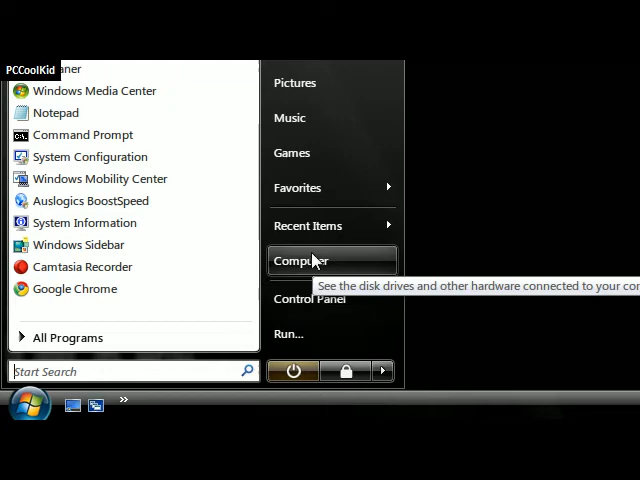 PCCoolKid
aner
Windows Media Center
Notepad
Command Prompt
System Configuration
Windows Mobility Center
Auslogics BoostSpeed
System Information
Windows Sidebar
Camtasia Recorder
Google Chrome
All Programs
Start Search
Pictures
Music
Games
Favorites
Recent Items
Computer
See the disk drives and other hardware connected to your con
Control Panel
Run...